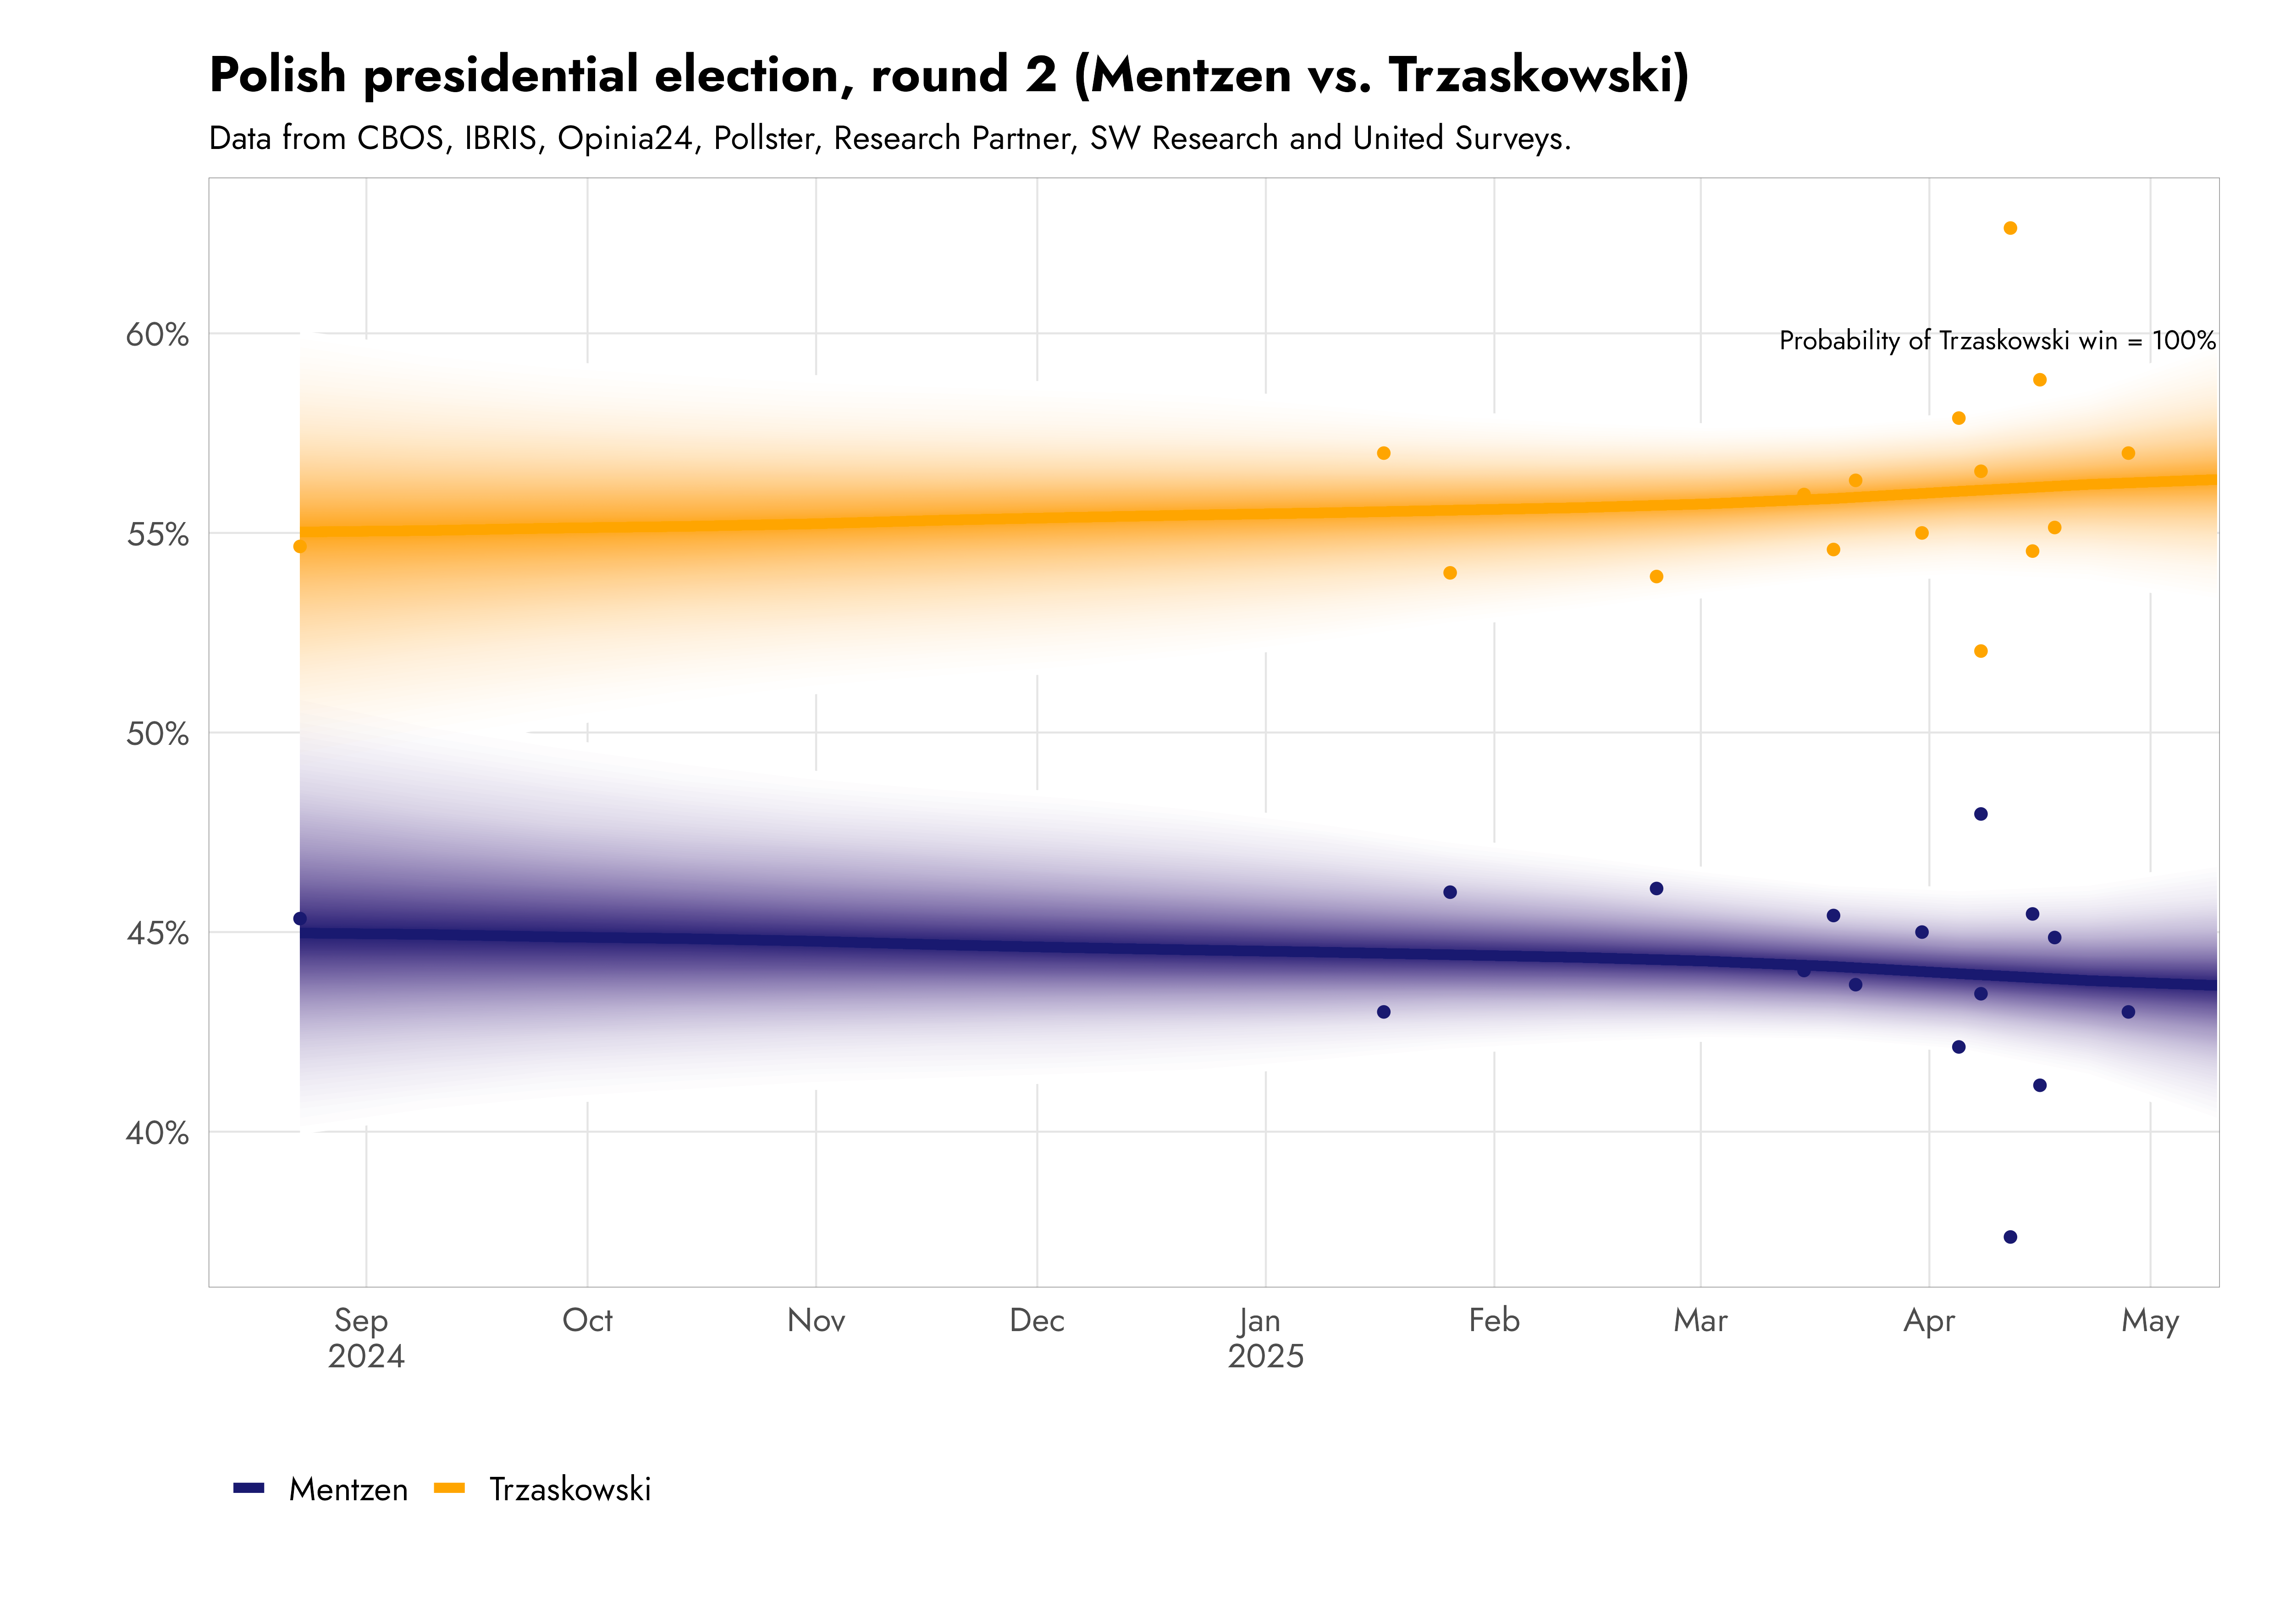 Polish presidential election, round 2 (Mentzen vs. Trzaskowski)
Data from CBOS, IBRIS, Opinia24, Pollster, Research Partner, SW Research and United Surveys.
60%
Probability of Trzaskowski win = 100%
55%
50%
45%
40%
Sep Oct Nov Dec Jan Feb Mar Apr May
2024 2025
Mentzen Trzaskowski